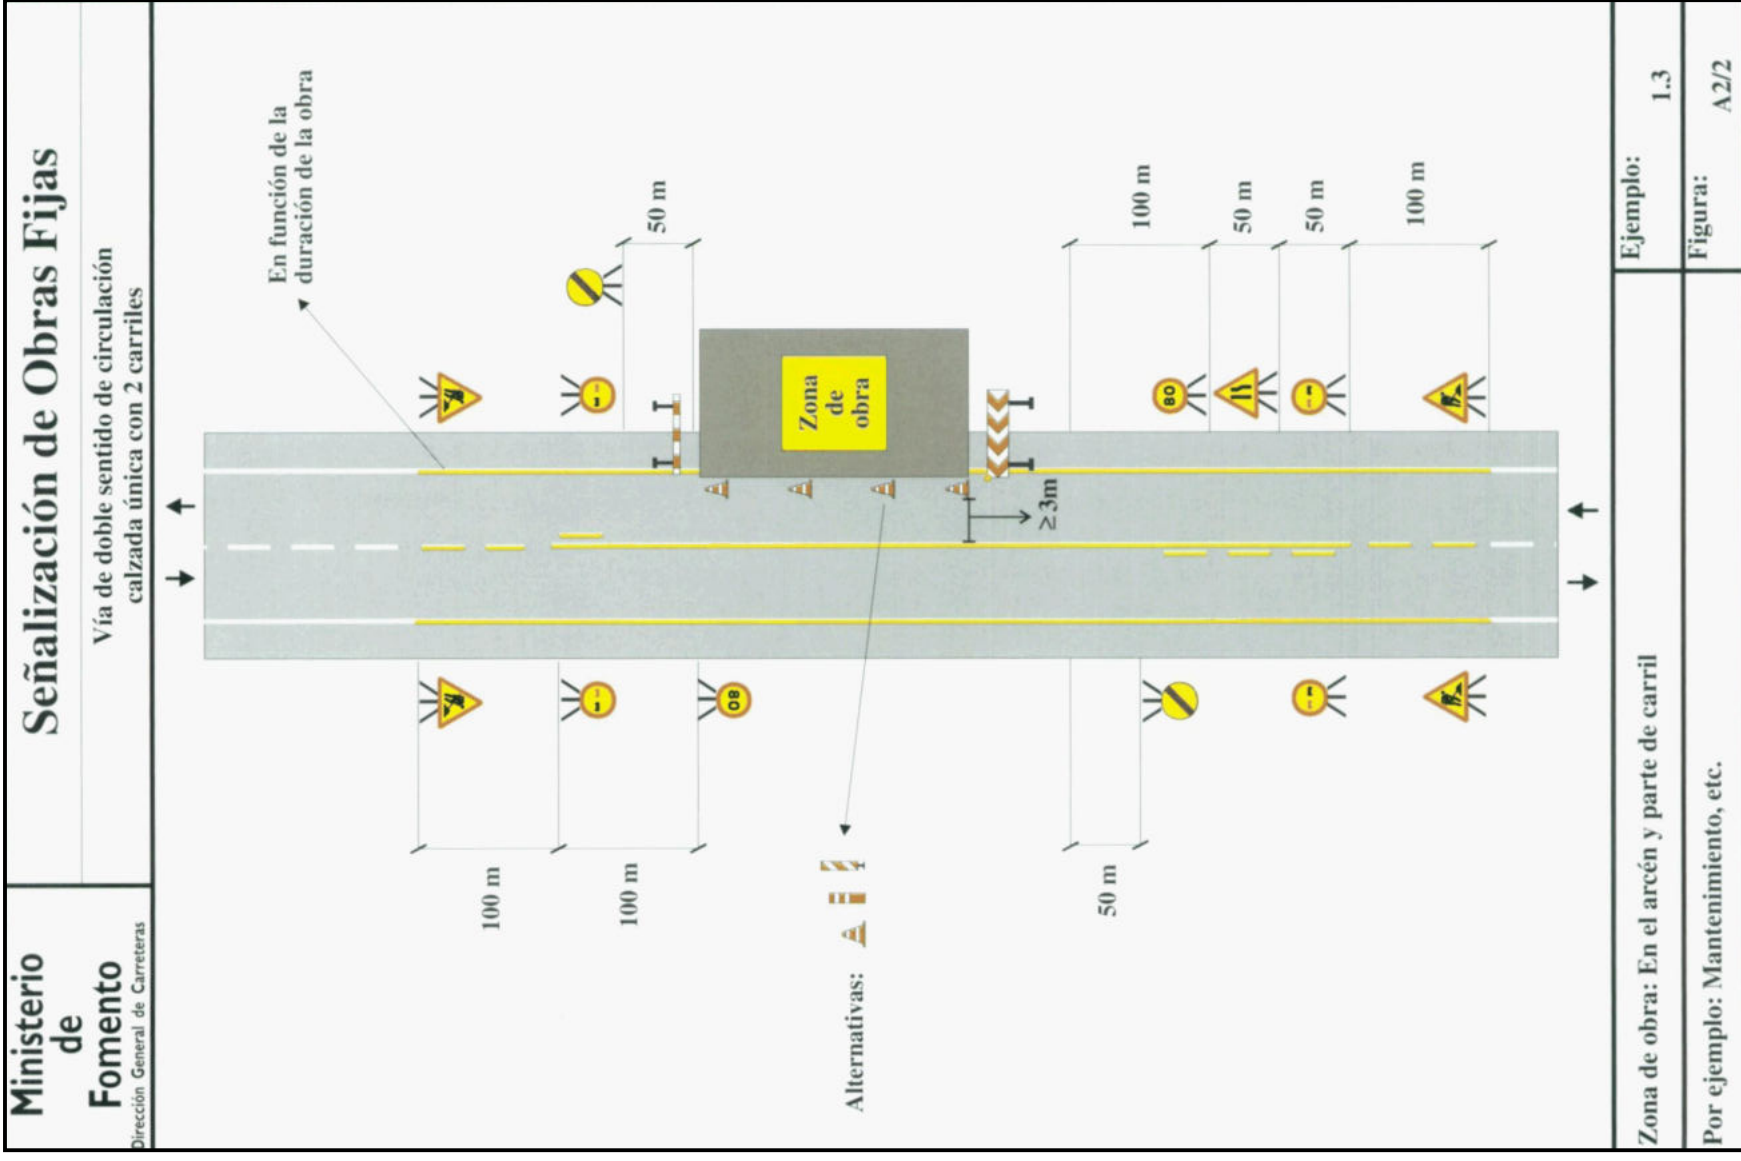 Ministerio
de
Fomento
Dirección General de Carreteras
Señalización de Obras Fijas
Vía de doble sentido de circulación
calzada única con 2 carriles
En función de la
duración de la obra
100 m
100 m
80
50 m
Zona
de
obra
≥3m
Alternativas:
50 m
80
100 m
50 m
50 m
100 m
Zona de obra: En el arcén y parte de carril
Ejemplo:
1.3
Por ejemplo: Mantenimiento, etc.
Figura:
A2/2